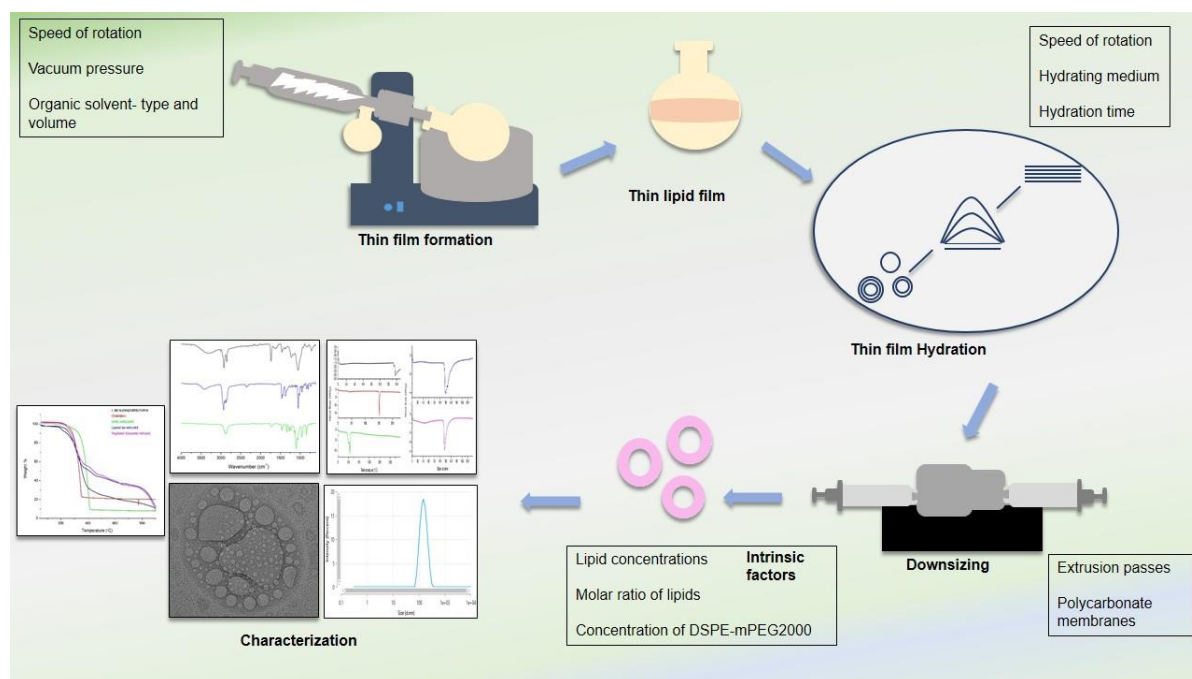 Speed of rotation
Vacuum pressure
Organic solvent- type and
volume
Thin film formation
Thin lipid film
Speed of rotation
Hydrating medium
Hydration time
Thin film Hydration
Downsizing
Extrusion passes
Polycarbonate
membranes
Lipid concentrations
Intrinsic
factors
Molar ratio of lipids
Concentration of DSPE-mPEG2000
Wavenumber (cm⁻¹)
Weight %
Temperature (°C)
Size (d.nm)
Characterization